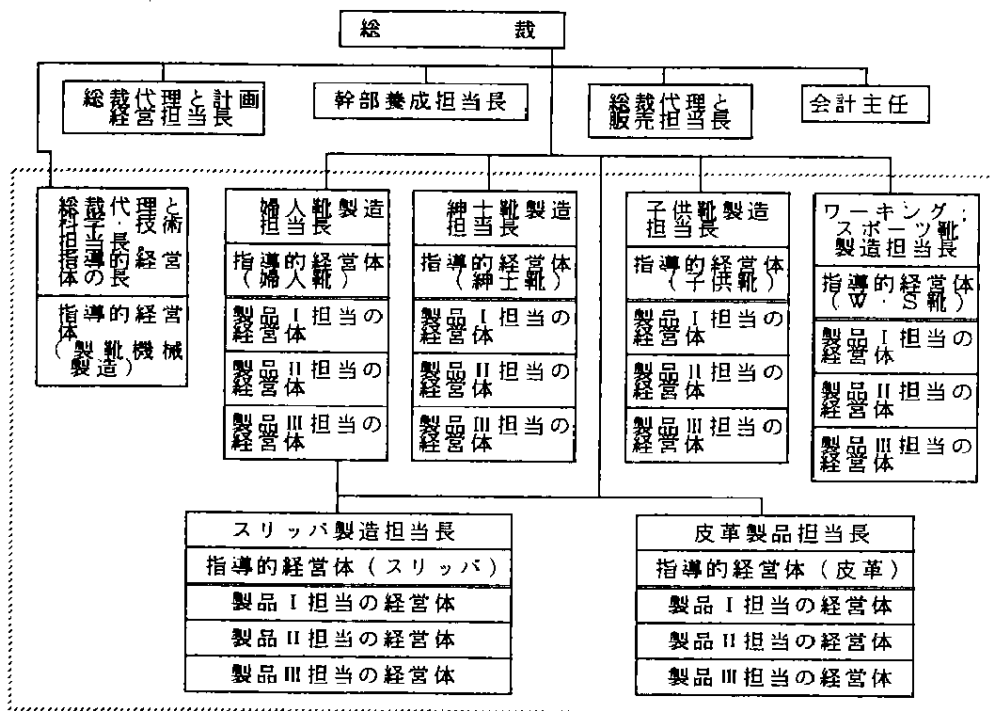 総裁
総裁代理と計画
経営担当長
幹部養成担当長
総裁代理と
販売担当長
会計主任
総裁代理と
科学・技術
担当長,
指導的経営
体の長
指導的経営
体
(製靴機械
製造)
婦人靴製造
担当長
指導的経営体
(婦人靴)
製品I担当の
経営体
製品II担当の
経営体
製品III担当の
経営体
紳士靴製造
担当長
指導的経営体
(紳士靴)
製品I担当の
経営体
製品II担当の
経営体
製品III担当の
経営体
子供靴製造
担当長
指導的経営体
(子供靴)
製品I担当の
経営体
製品II担当の
経営体
製品III担当の
経営体
ワーキング・
スポーツ靴
製造担当長
指導的経営体
(W・S靴)
製品I担当の
経営体
製品II担当の
経営体
製品III担当の
経営体
スリッパ製造担当長
指導的経営体(スリッパ)
製品I担当の経営体
製品II担当の経営体
製品III担当の経営体
皮革製品担当長
指導的経営体(皮革)
製品I担当の経営体
製品II担当の経営体
製品III担当の経営体